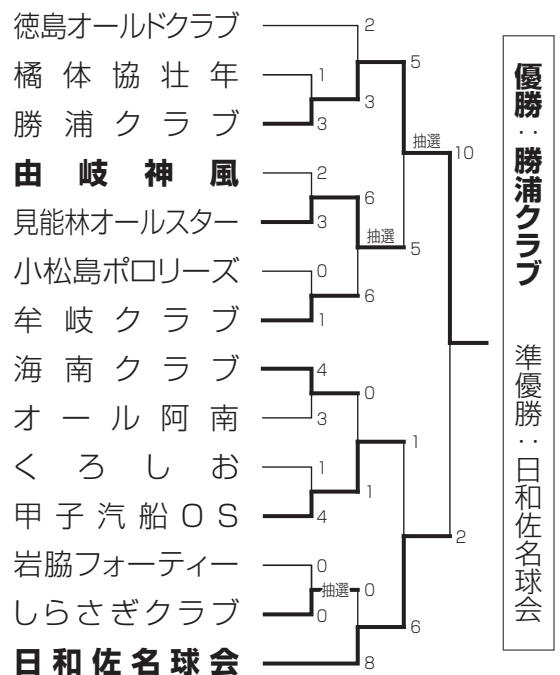 徳島オールドクラブ
橘体協壮年
勝浦クラブ
由岐神風
見能林オールスター
小松島ポロリーズ
牟岐クラブ
海南クラブ
オール阿南
くろしお
甲子汽船OS
岩脇フォーティー
しらさぎクラブ
日和佐名球会
2
1
3
3
5
2
3
6
抽選
0
1
6
5
抽選
10
4
3
0
1
4
1
1
0
0
抽選
0
8
6
2
優勝：勝浦クラブ　準優勝：日和佐名球会